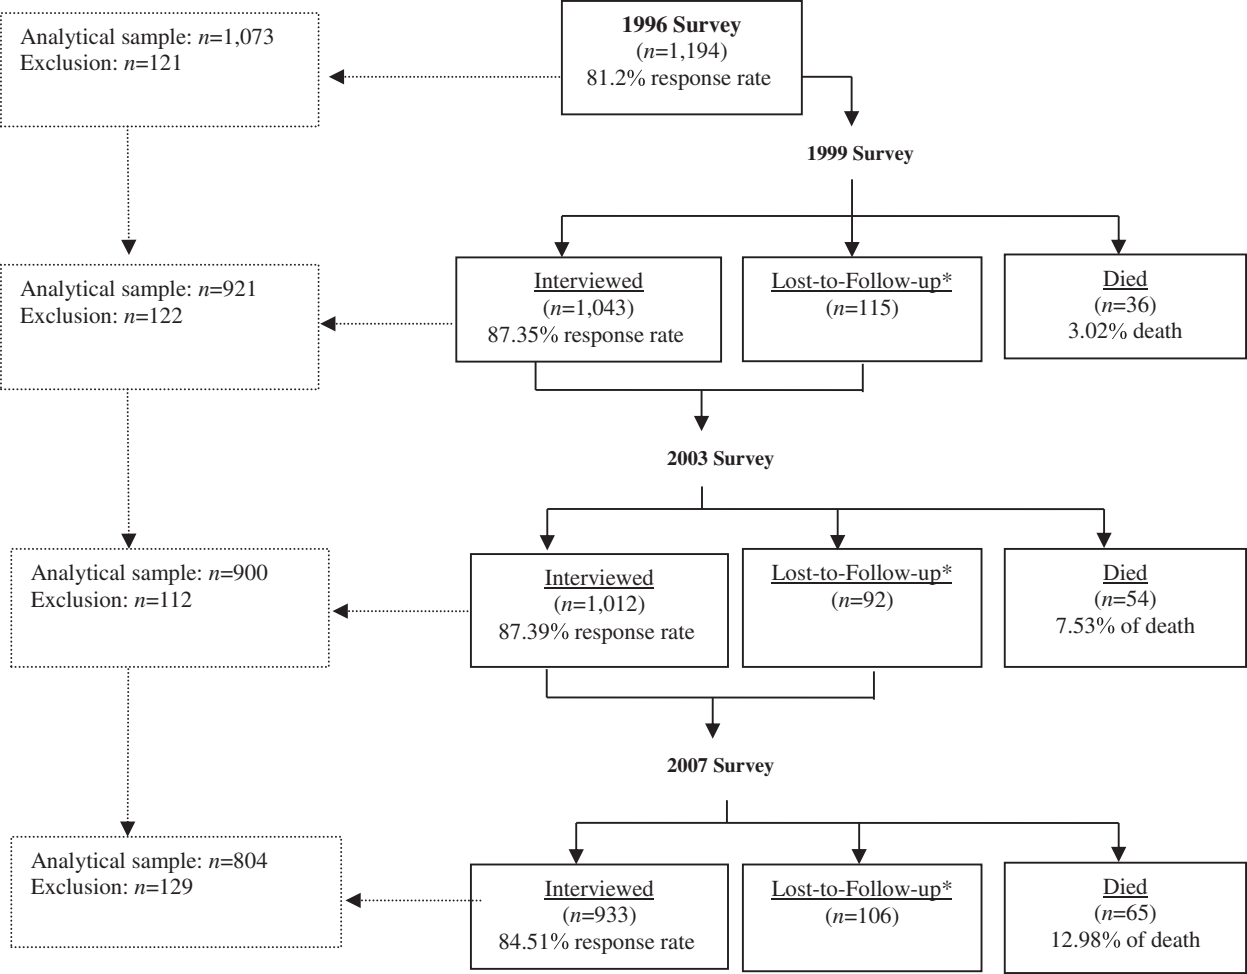 Analytical sample: n=1,073
Exclusion: n=121
1996 Survey
(n=1,194)
81.2% response rate
1999 Survey
Analytical sample: n=921
Exclusion: n=122
Interviewed
(n=1,043)
87.35% response rate
Lost-to-Follow-up*
(n=115)
Died
(n=36)
3.02% death
2003 Survey
Analytical sample: n=900
Exclusion: n=112
Interviewed
(n=1,012)
87.39% response rate
Lost-to-Follow-up*
(n=92)
Died
(n=54)
7.53% of death
2007 Survey
Analytical sample: n=804
Exclusion: n=129
Interviewed
(n=933)
84.51% response rate
Lost-to-Follow-up*
(n=106)
Died
(n=65)
12.98% of death